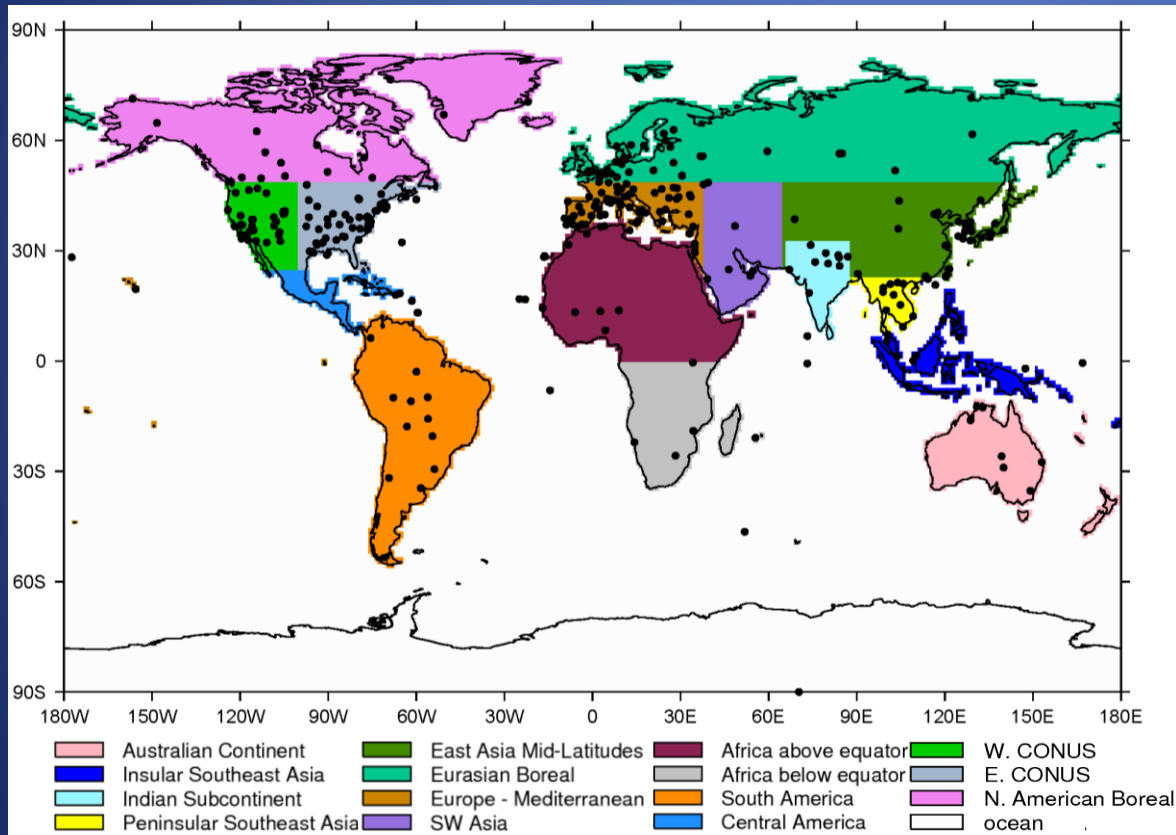 90N
60N
30N
0
30S
60S
90S
180W 150W 120W 90W 60W 30W 0 30E 60E 90E 120E 150E 180E
Australian Continent East Asia Mid-Latitudes Africa above equator W. CONUS
Insular Southeast Asia Eurasian Boreal Africa below equator E. CONUS
Indian Subcontinent Europe - Mediterranean South America N. American Boreal
Peninsular Southeast Asia SW Asia Central America ocean